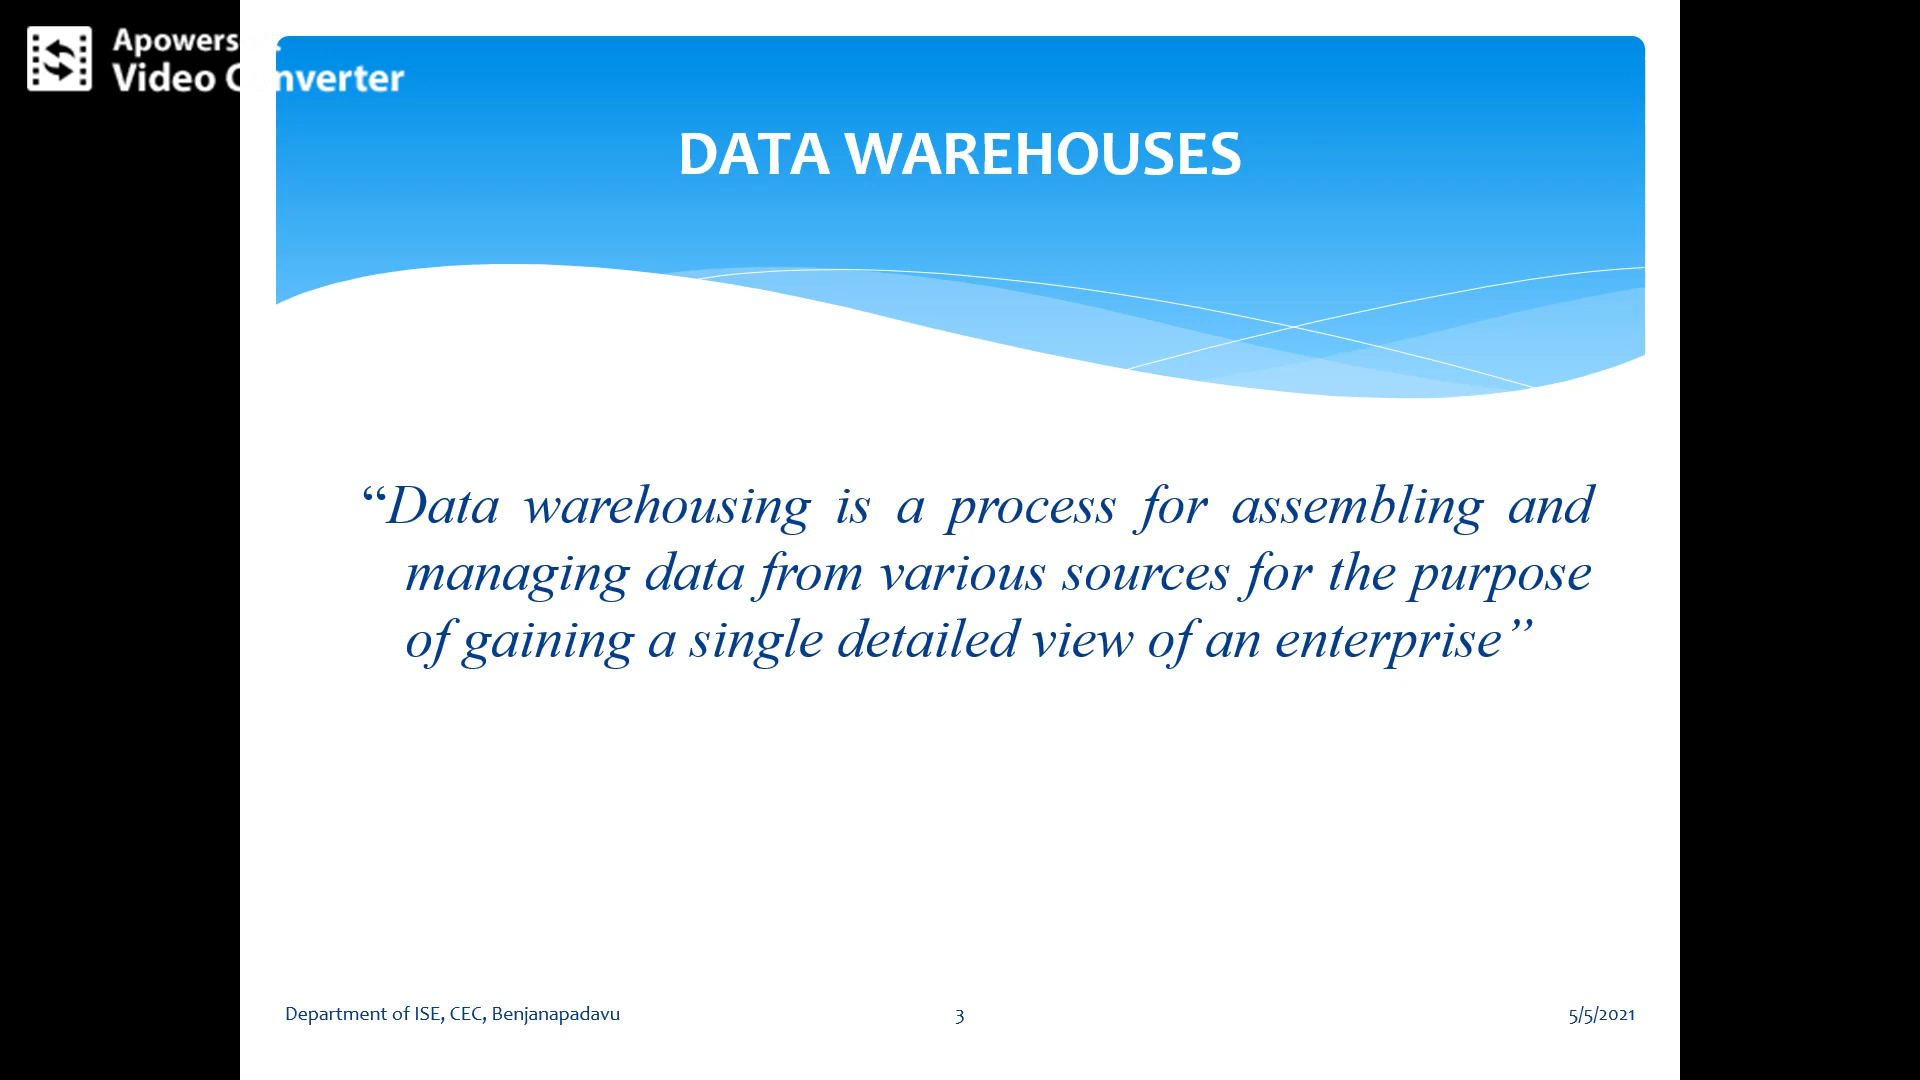 Apowers
Video Converter
DATA WAREHOUSES
“Data warehousing is a process for assembling and
managing data from various sources for the purpose
of gaining a single detailed view of an enterprise”
Department of ISE, CEC, Benjanapadavu
3
5/5/2021